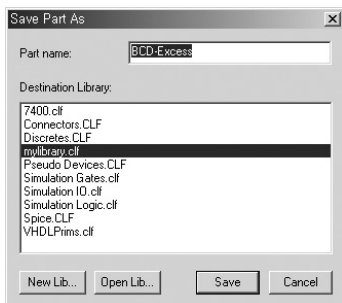 Save Part As
Part name:
BCD-Excess
Destination Library:
7400.clf
Connectors.CLF
Discretes.CLF
mylibrary.clf
Pseudo Devices.CLF
Simulation Gates.clf
Simulation IO.clf
Simulation Logic.clf
Spice.CLF
VHDLPrims.clf
New Lib... Open Lib... Save Cancel